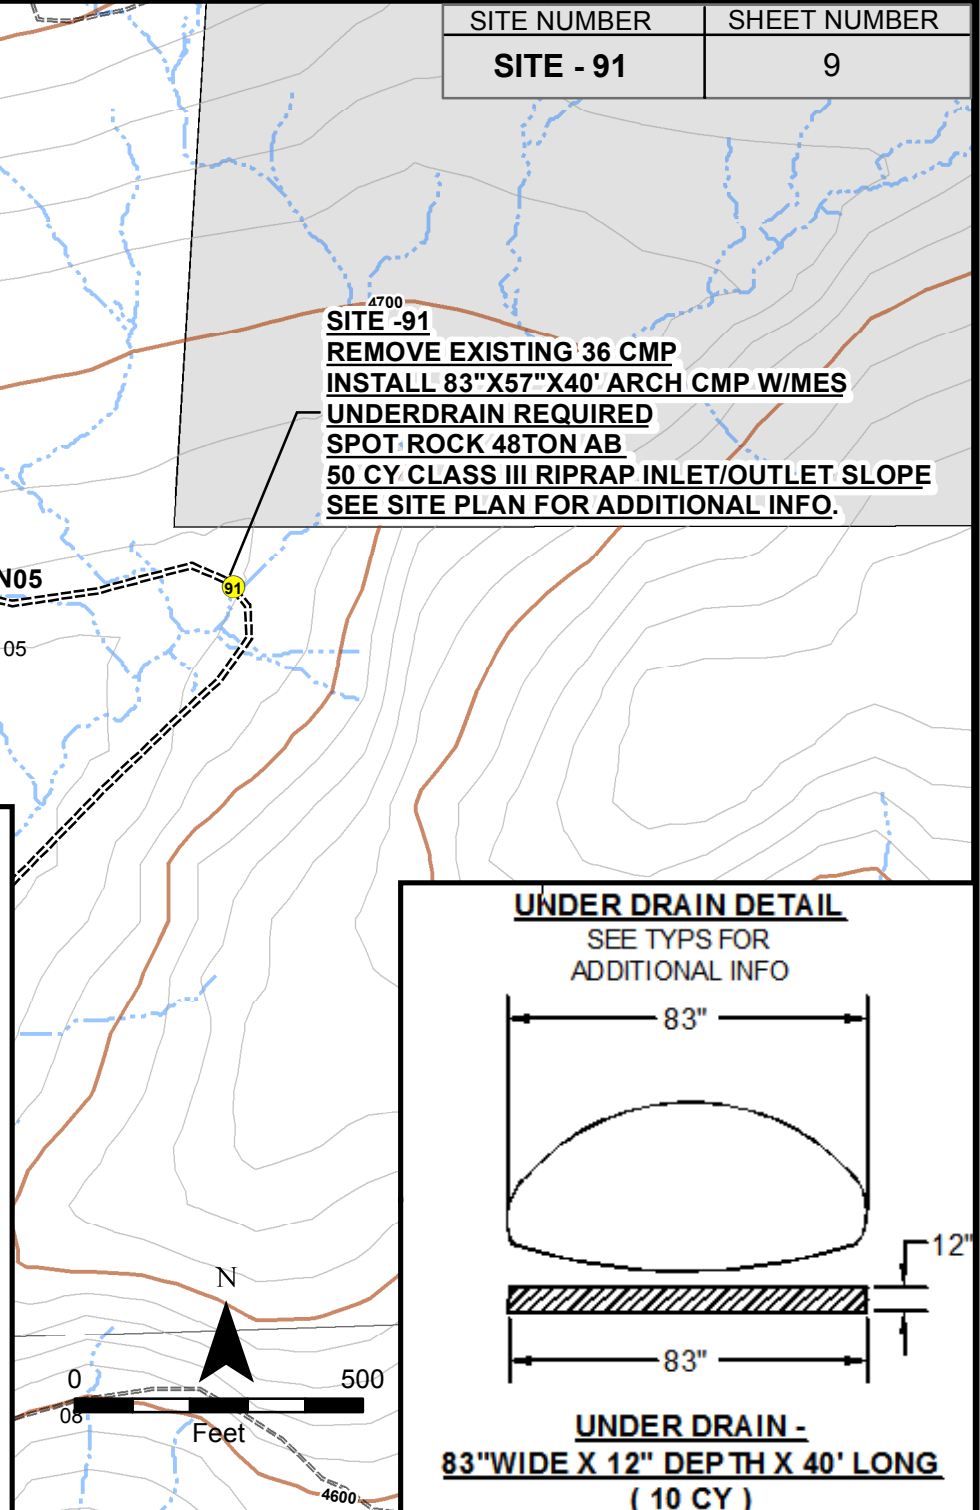 SITE NUMBER SHEET NUMBER
SITE - 91 9
4700
SITE -91
REMOVE EXISTING 36 CMP
INSTALL 83"X57"X40' ARCH CMP W/MES
UNDERDRAIN REQUIRED
SPOT ROCK 48TON AB
50 CY CLASS III RIPRAP INLET/OUTLET SLOPE
SEE SITE PLAN FOR ADDITIONAL INFO.
N05
91
05
UNDER DRAIN DETAIL
SEE TYPS FOR
ADDITIONAL INFO
83"
12"
83"
UNDER DRAIN -
83"WIDE X 12" DEPTH X 40' LONG
( 10 CY )
N
0 500
Feet
08
4600